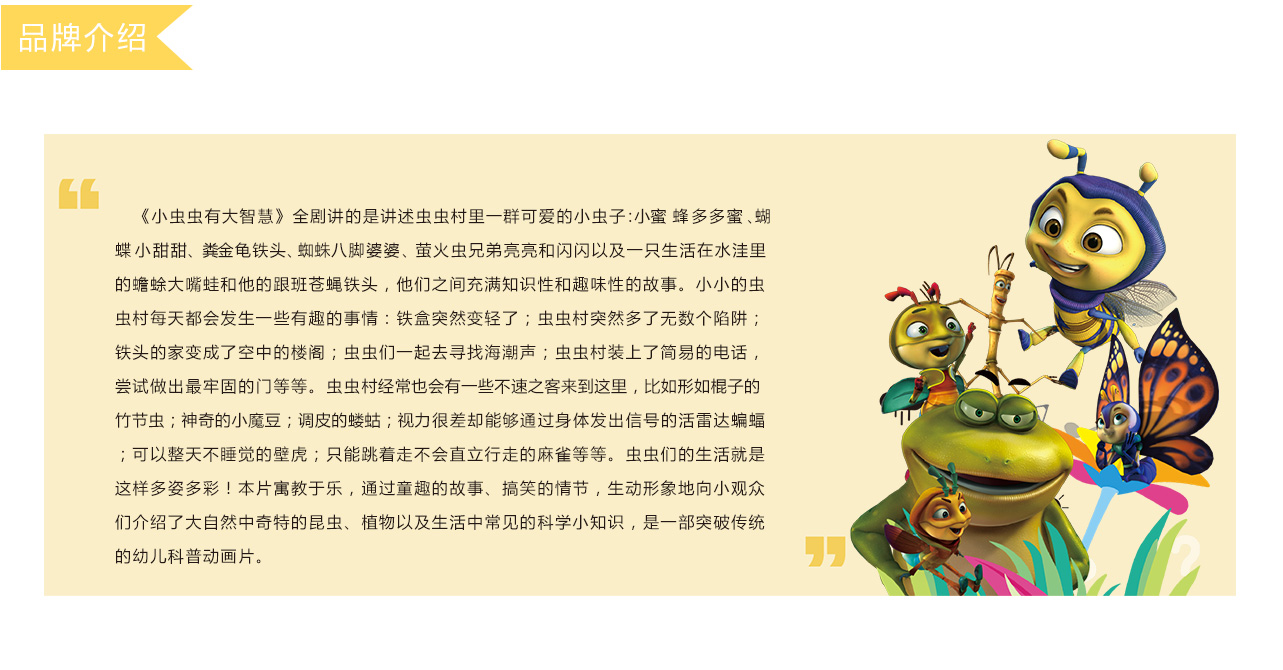 品牌介绍
《小虫虫有大智慧》全剧讲的是讲述虫虫村里一群可爱的小虫子:小蜜 蜂多多蜜、蝴
蝶小甜甜、粪金龟铁头、蜘蛛八脚婆婆、萤火虫兄弟亮亮和闪闪以及一只生活在水洼里
的蟾蜍大嘴蛙和他的跟班苍蝇铁头，他们之间充满知识性和趣味性的故事。小小的虫
虫村每天都会发生一些有趣的事情：铁盒突然变轻了；虫虫村突然多了无数个陷阱；
铁头的家变成了空中的楼阁；虫虫们一起去寻找海潮声；虫虫村装上了简易的电话，
尝试做出最牢固的门等等。虫虫村经常也会有一些不速之客来到这里，比如形如棍子的
竹节虫；神奇的小魔豆；调皮的蝼蛄；视力很差却能够通过身体发出信号的活雷达蝙蝠
；可以整天不睡觉的壁虎；只能跳着走不会直立行走的麻雀等等。虫虫们的生活就是
这样多姿多彩！本片寓教于乐，通过童趣的故事、搞笑的情节，生动形象地向小观众
们介绍了大自然中奇特的昆虫、植物以及生活中常见的科学小知识，是一部突破传统
的幼儿科普动画片。